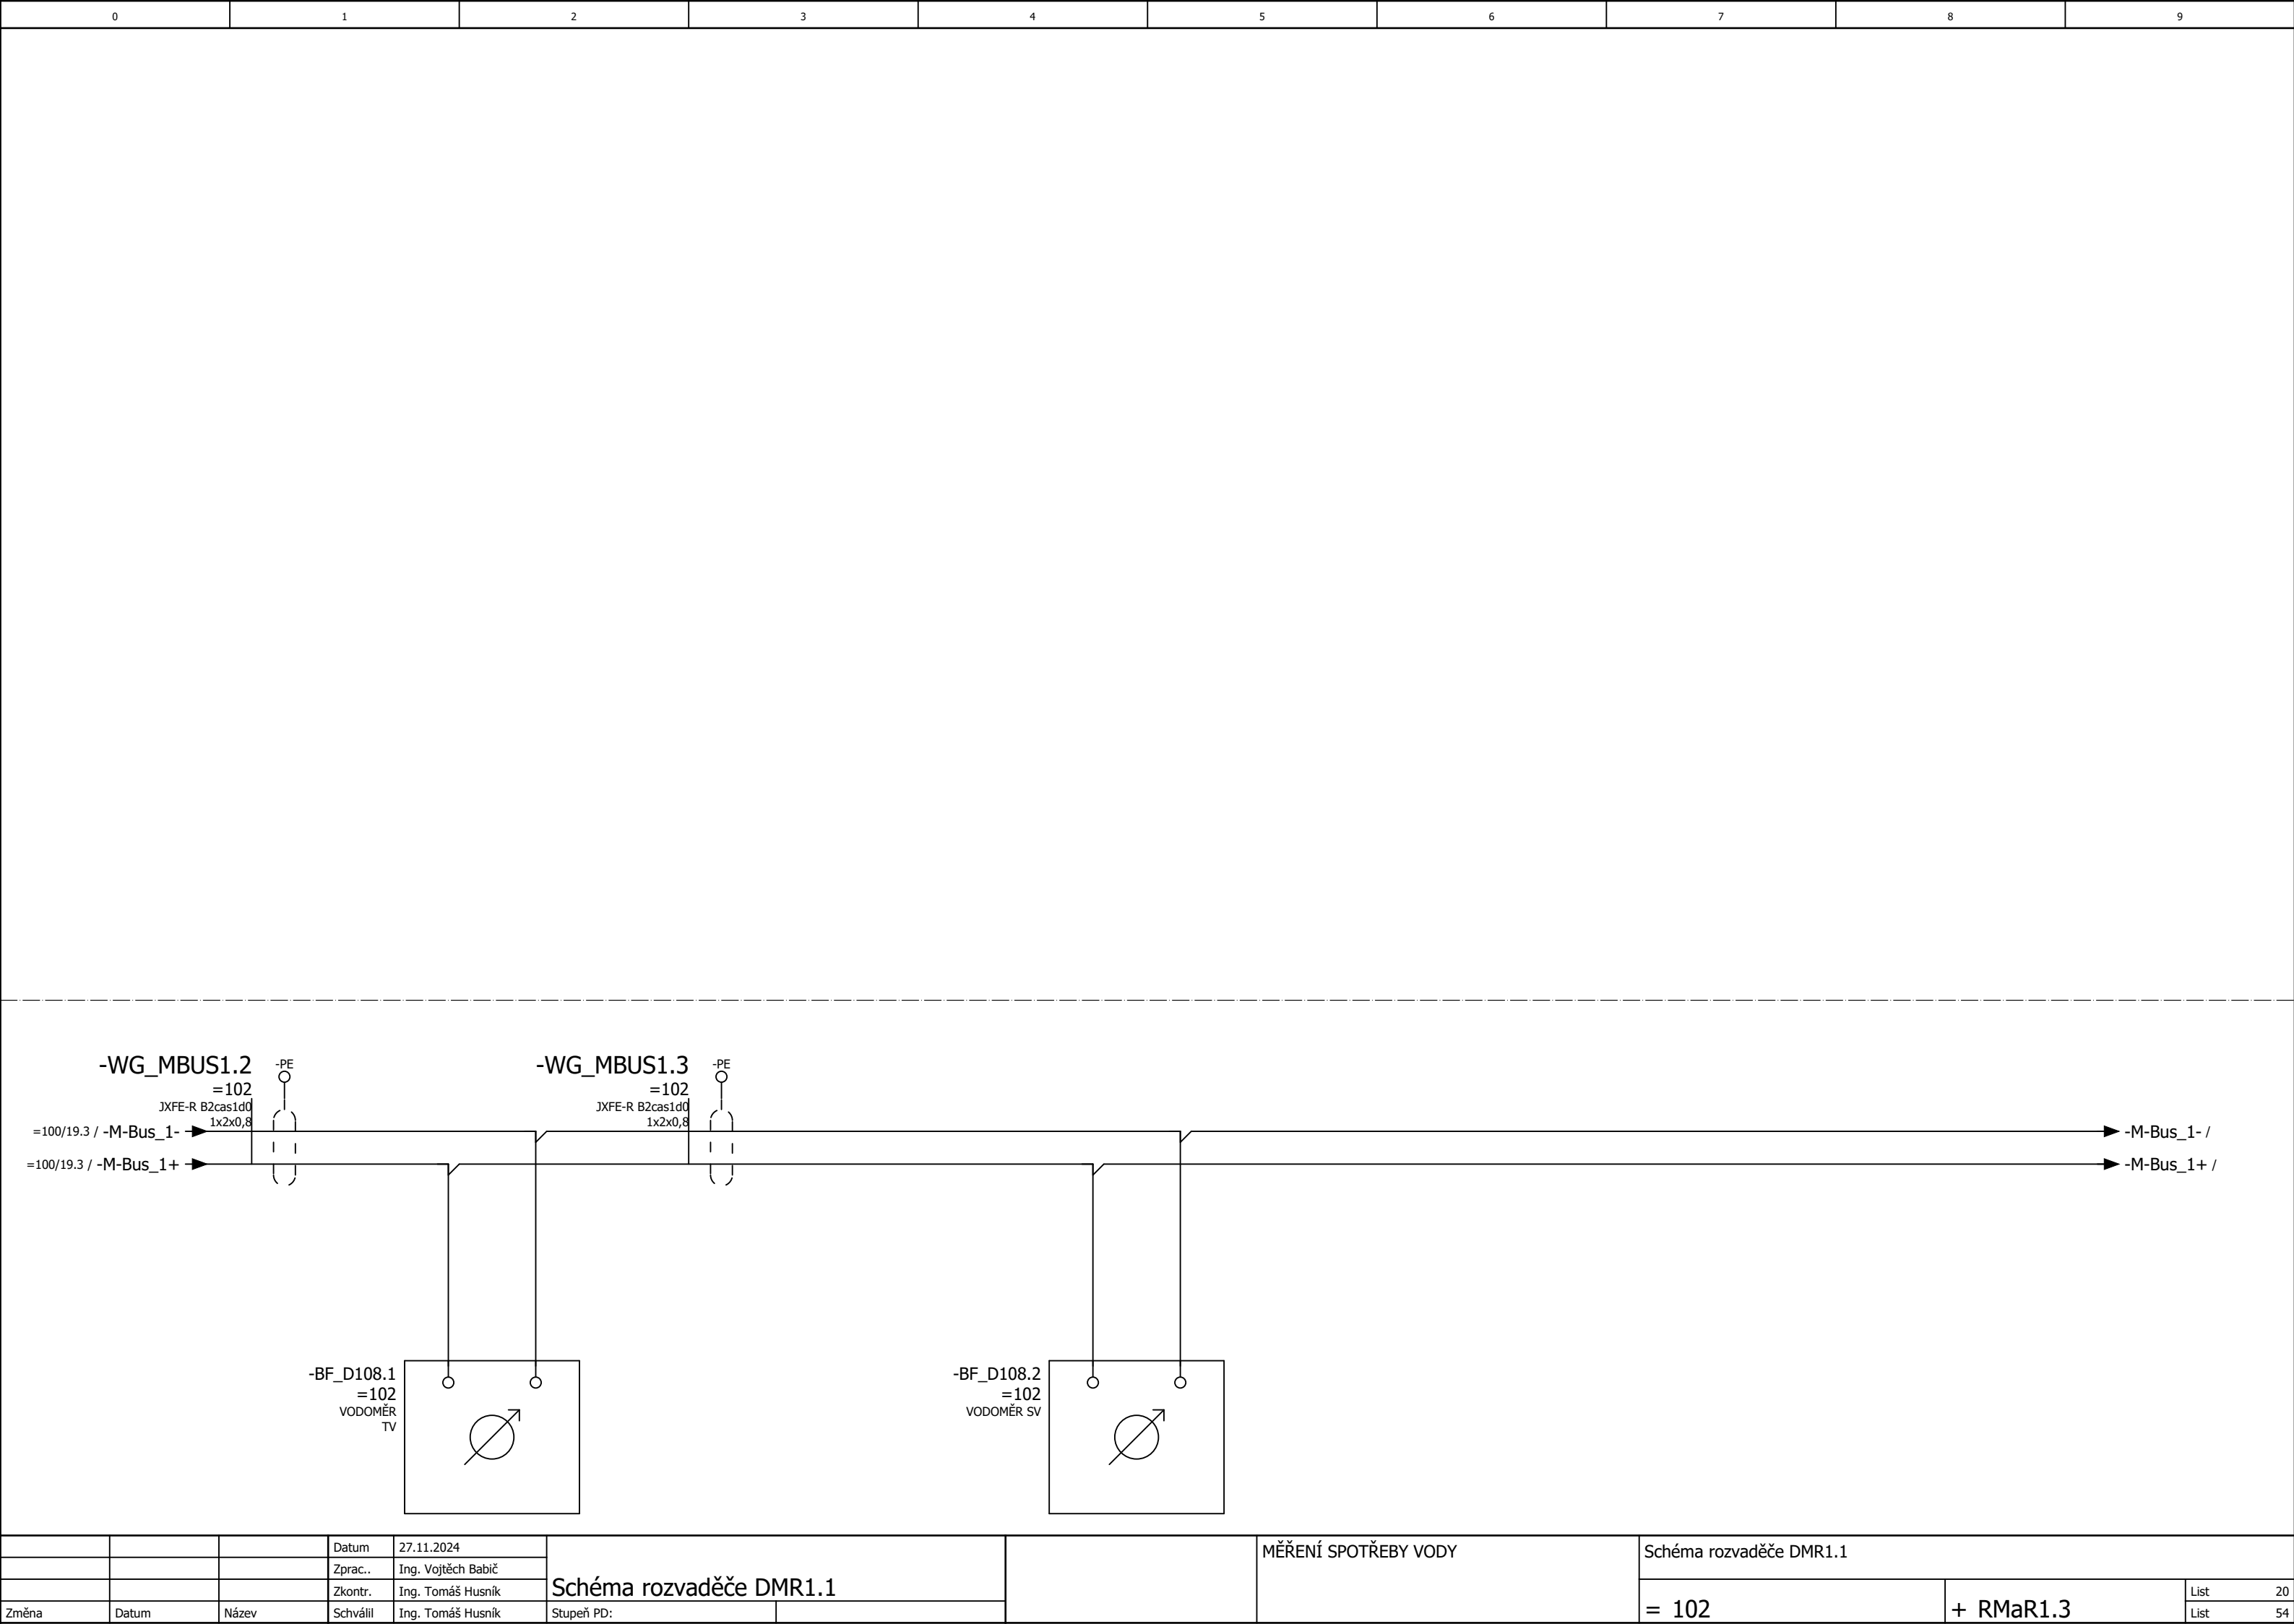 0 1 2 3 4 5 6 7 8 9
-WG_MBUS1.2
=102
JXFE-R B2cas1d0
1x2x0,8
-PE
-WG_MBUS1.3
=102
JXFE-R B2cas1d0
1x2x0,8
-PE
=100/19.3 / -M-Bus_1-
=100/19.3 / -M-Bus_1+
-M-Bus_1- /
-M-Bus_1+ /
-BF_D108.1
=102
VODOMĚR
TV
-BF_D108.2
=102
VODOMĚR SV
Datum 27.11.2024
Zprac.. Ing. Vojtěch Babič
Zkontr. Ing. Tomáš Husník
Změna Datum Název Schválil Ing. Tomáš Husník
Schéma rozvaděče DMR1.1
Stupeň PD:
MĚŘENÍ SPOTŘEBY VODY
Schéma rozvaděče DMR1.1
= 102
+ RMaR1.3
List 20
List 54